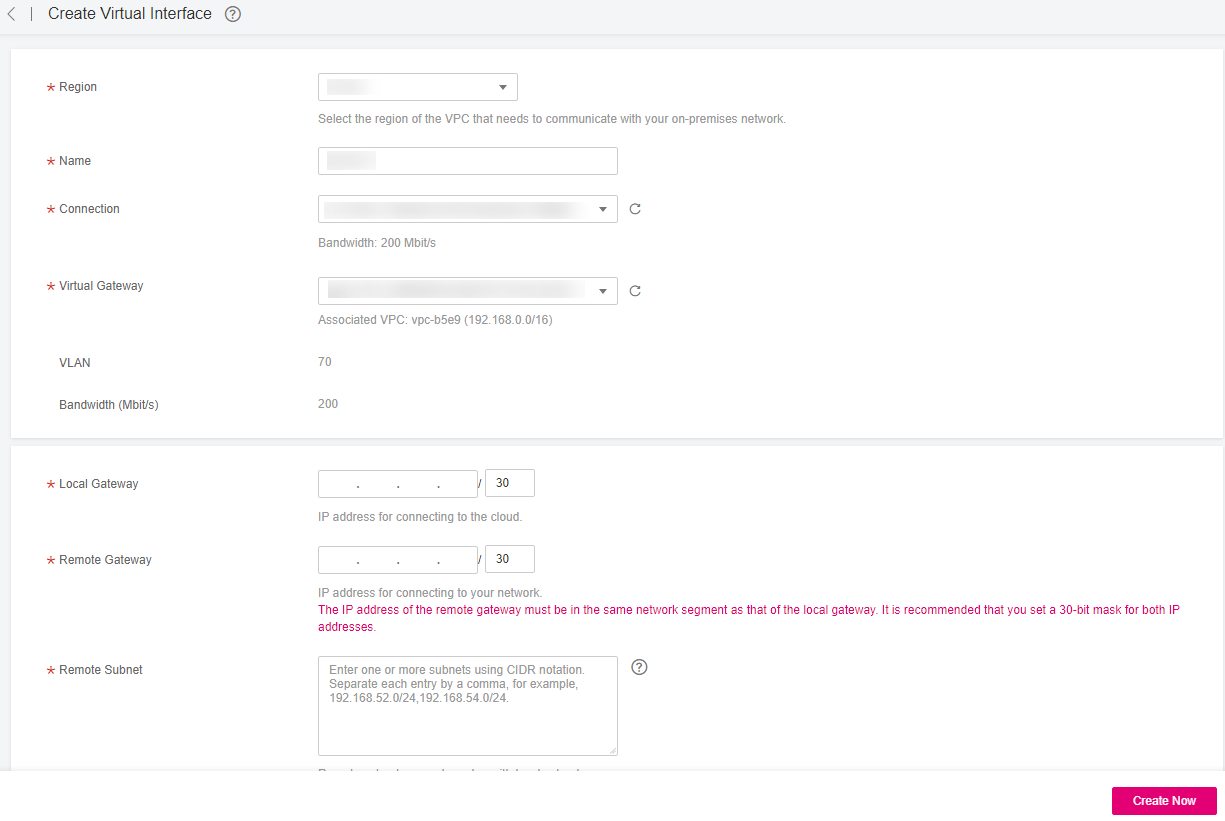 Create Virtual Interface ?
* Region
Select the region of the VPC that needs to communicate with your on-premises network.
* Name
* Connection
Bandwidth: 200 Mbit/s
* Virtual Gateway
Associated VPC: vpc-b5e9 (192.168.0.0/16)
VLAN 70
Bandwidth (Mbit/s) 200
* Local Gateway . . . / 30
IP address for connecting to the cloud.
* Remote Gateway . . . / 30
IP address for connecting to your network.
The IP address of the remote gateway must be in the same network segment as that of the local gateway. It is recommended that you set a 30-bit mask for both IP
addresses.
* Remote Subnet ?
Enter one or more subnets using CIDR notation.
Separate each entry by a comma, for example,
192.168.52.0/24,192.168.54.0/24.
Create Now